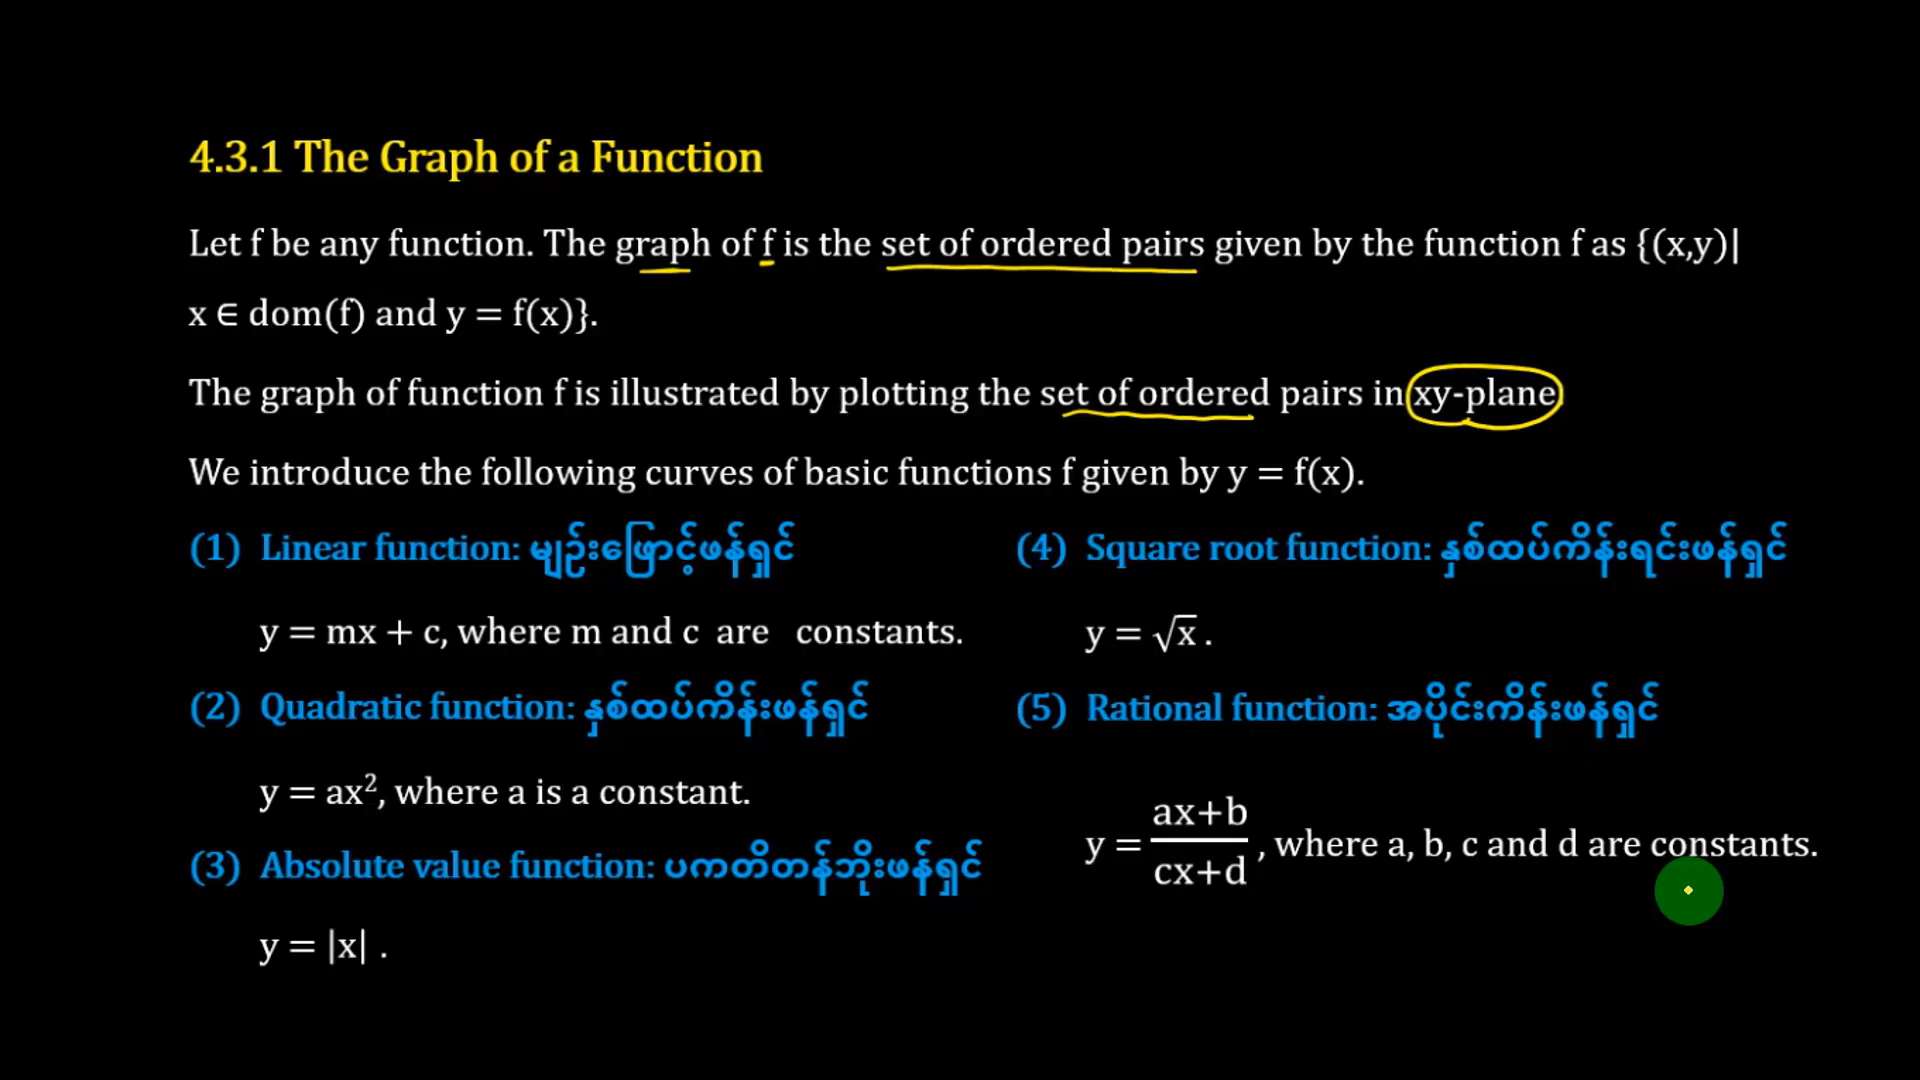 4.3.1 The Graph of a Function
Let f be any function. The graph of f is the set of ordered pairs given by the function f as {(x,y)|
x ∈ dom(f) and y = f(x)}.
The graph of function f is illustrated by plotting the set of ordered pairs in xy-plane.
We introduce the following curves of basic functions f given by y = f(x).
(1) Linear function: မျဉ်းဖြောင့်ဖန်ရှင်
y = mx + c, where m and c are constants.
(2) Quadratic function: နှစ်ထပ်ကိန်းဖန်ရှင်
y = ax², where a is a constant.
(3) Absolute value function: ပကတိတန်ဘိုးဖန်ရှင်
y = |x| .
(4) Square root function: နှစ်ထပ်ကိန်းရင်းဖန်ရှင်
y = √x .
(5) Rational function: အပိုင်းကိန်းဖန်ရှင်
y = (ax+b)/(cx+d) , where a, b, c and d are constants.